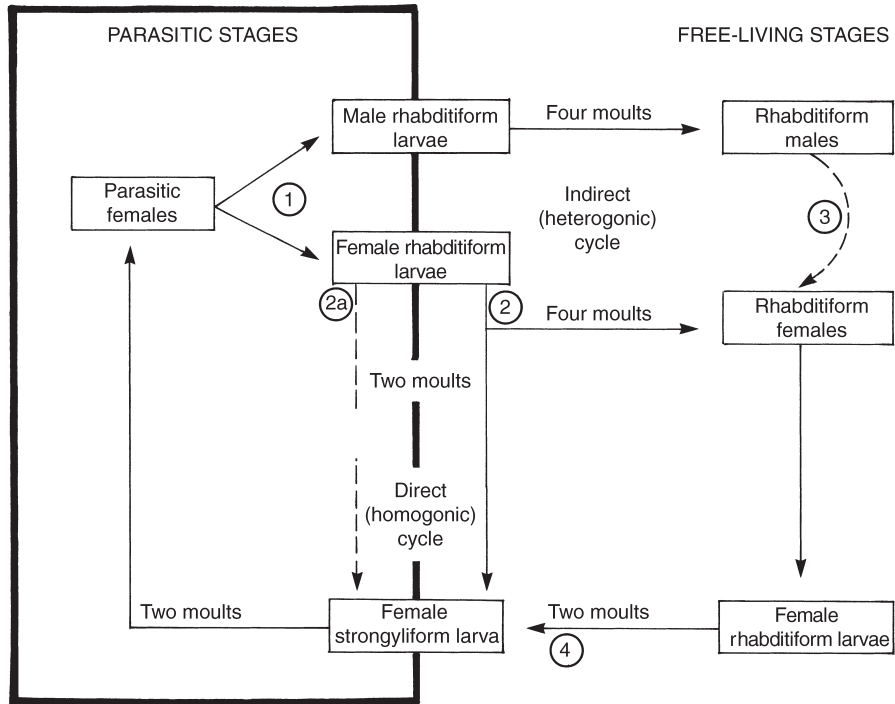 PARASITIC STAGES
FREE-LIVING STAGES
Male rhabditiform
larvae
Four moults
Rhabditiform
males
Parasitic
females
1
Indirect
(heterogonic)
cycle
3
Female rhabditiform
larvae
2a
2
Four moults
Rhabditiform
females
Two moults
Direct
(homogonic)
cycle
Two moults
Female
strongyliform larva
Two moults
4
Female
rhabditiform larvae